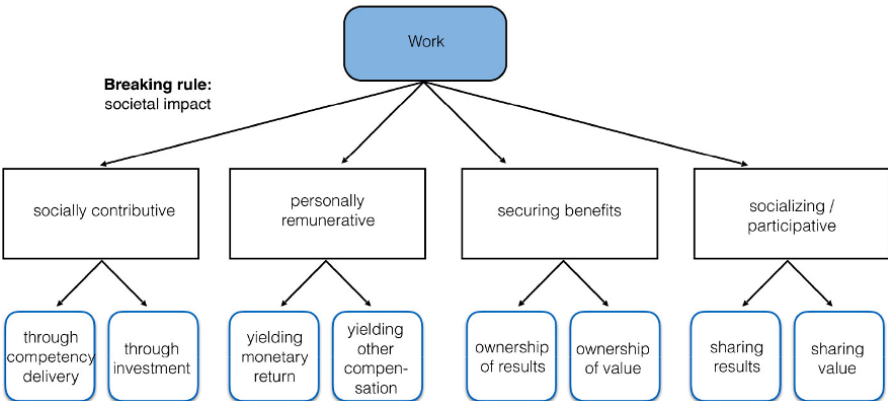 Work
Breaking rule:
societal impact
socially contributive
personally
remunerative
securing benefits
socializing /
participative
through
competency
delivery
through
investment
yielding
monetary
return
yielding
other
compen-
sation
ownership
of results
ownership
of value
sharing
results
sharing
value